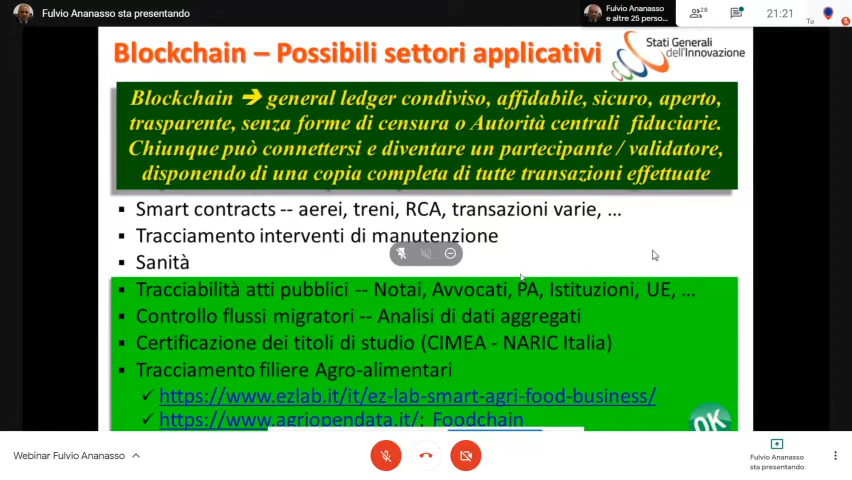 Fulvio Ananasso sta presentando
Fulvio Ananasso
e altre 25 perso...
28
21:21
Tu
Blockchain – Possibili settori applicativi
Stati Generali
dell'Innovazione
Blockchain ➔ general ledger condiviso, affidabile, sicuro, aperto,
trasparente, senza forme di censura o Autorità centrali fiduciarie.
Chiunque può connettersi e diventare un partecipante / validatore,
disponendo di una copia completa di tutte transazioni effettuate
▪ Smart contracts -- aerei, treni, RCA, transazioni varie, ...
▪ Tracciamento interventi di manutenzione
▪ Sanità
▪ Tracciabilità atti pubblici -- Notai, Avvocati, PA, Istituzioni, UE, ...
▪ Controllo flussi migratori -- Analisi di dati aggregati
▪ Certificazione dei titoli di studio (CIMEA - NARIC Italia)
▪ Tracciamento filiere Agro-alimentari
✓ https://www.ezlab.it/it/ez-lab-smart-agri-food-business/
✓ https://www.agriopendata.it/; Foodchain
OK
Webinar Fulvio Ananasso
Fulvio Ananasso
sta presentando